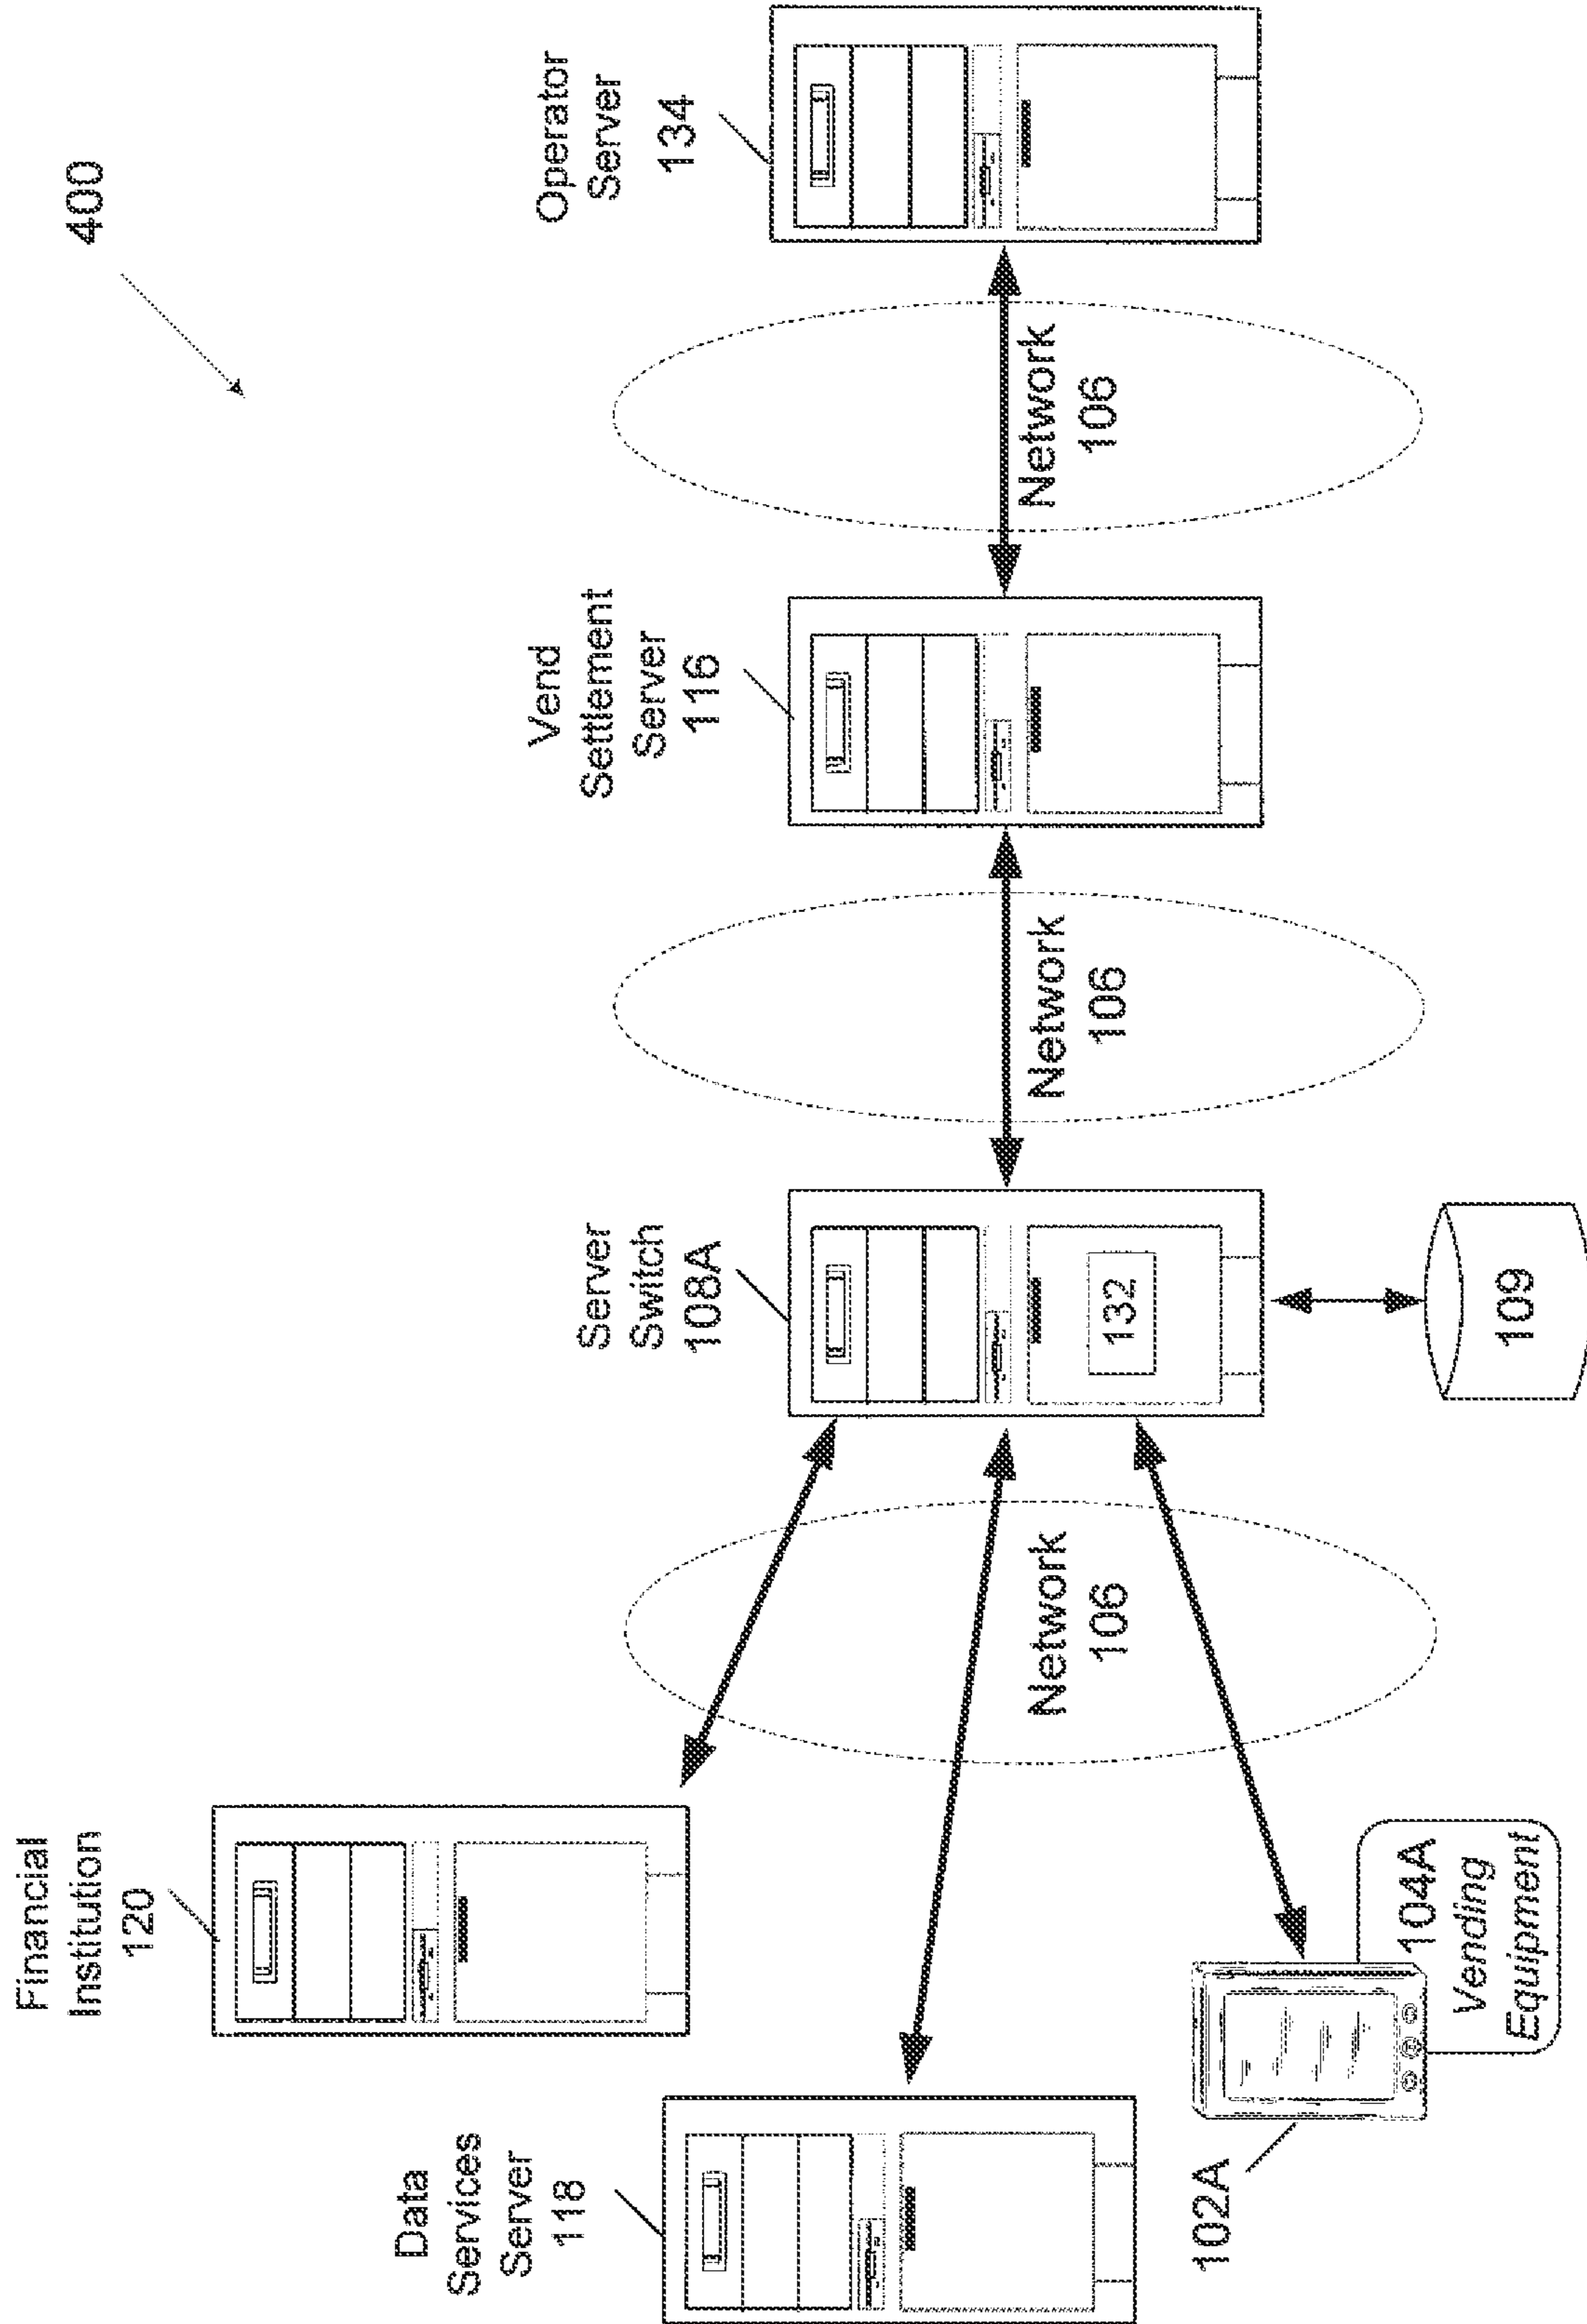 400
Financial
Institution
120
Data
Services
Server
118
Server
Switch
108A
Vend
Settlement
Server
116
Operator
Server
134
Network
106
Network
106
Network
106
132
109
102A
104A
Vending
Equipment